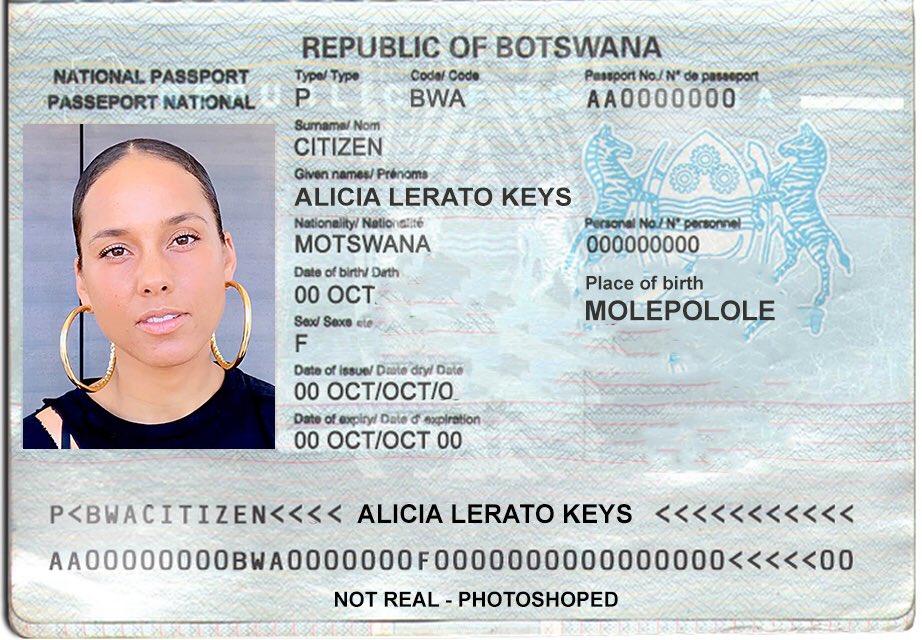 REPUBLIC OF BOTSWANA
NATIONAL PASSPORT
PASSEPORT NATIONAL
Type/ Type Code/ Code Passport No./ N° de passeport
P BWA AA0000000
Surname/ Nom
CITIZEN
Given names/ Prénoms
ALICIA LERATO KEYS
Nationality/ Nationalité Personal No./ N° personnel
MOTSWANA 000000000
Date of birth/ Place of birth
00 OCT MOLEPOLOLE
Sex/ Sexe
F
Date of issue/
00 OCT/OCT/0
Date of expiry/ Date d' expiration
00 OCT/OCT 00
P<BWACITIZEN<<<< ALICIA LERATO KEYS <<<<<<<<<<<
AA00000000BWA0000000F000000000000000<<<<<00
NOT REAL - PHOTOSHOPED